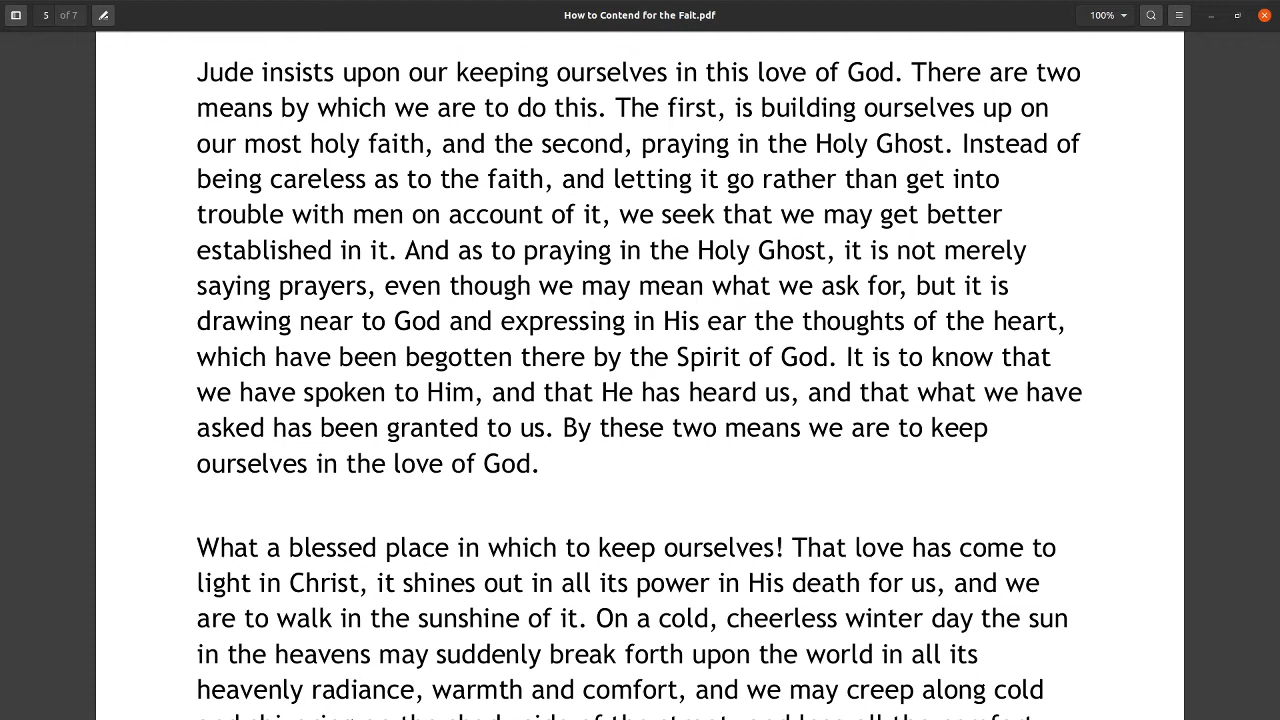 5 of 7
How to Contend for the Fait.pdf
100%
Jude insists upon our keeping ourselves in this love of God. There are two
means by which we are to do this. The first, is building ourselves up on
our most holy faith, and the second, praying in the Holy Ghost. Instead of
being careless as to the faith, and letting it go rather than get into
trouble with men on account of it, we seek that we may get better
established in it. And as to praying in the Holy Ghost, it is not merely
saying prayers, even though we may mean what we ask for, but it is
drawing near to God and expressing in His ear the thoughts of the heart,
which have been begotten there by the Spirit of God. It is to know that
we have spoken to Him, and that He has heard us, and that what we have
asked has been granted to us. By these two means we are to keep
ourselves in the love of God.
What a blessed place in which to keep ourselves! That love has come to
light in Christ, it shines out in all its power in His death for us, and we
are to walk in the sunshine of it. On a cold, cheerless winter day the sun
in the heavens may suddenly break forth upon the world in all its
heavenly radiance, warmth and comfort, and we may creep along cold